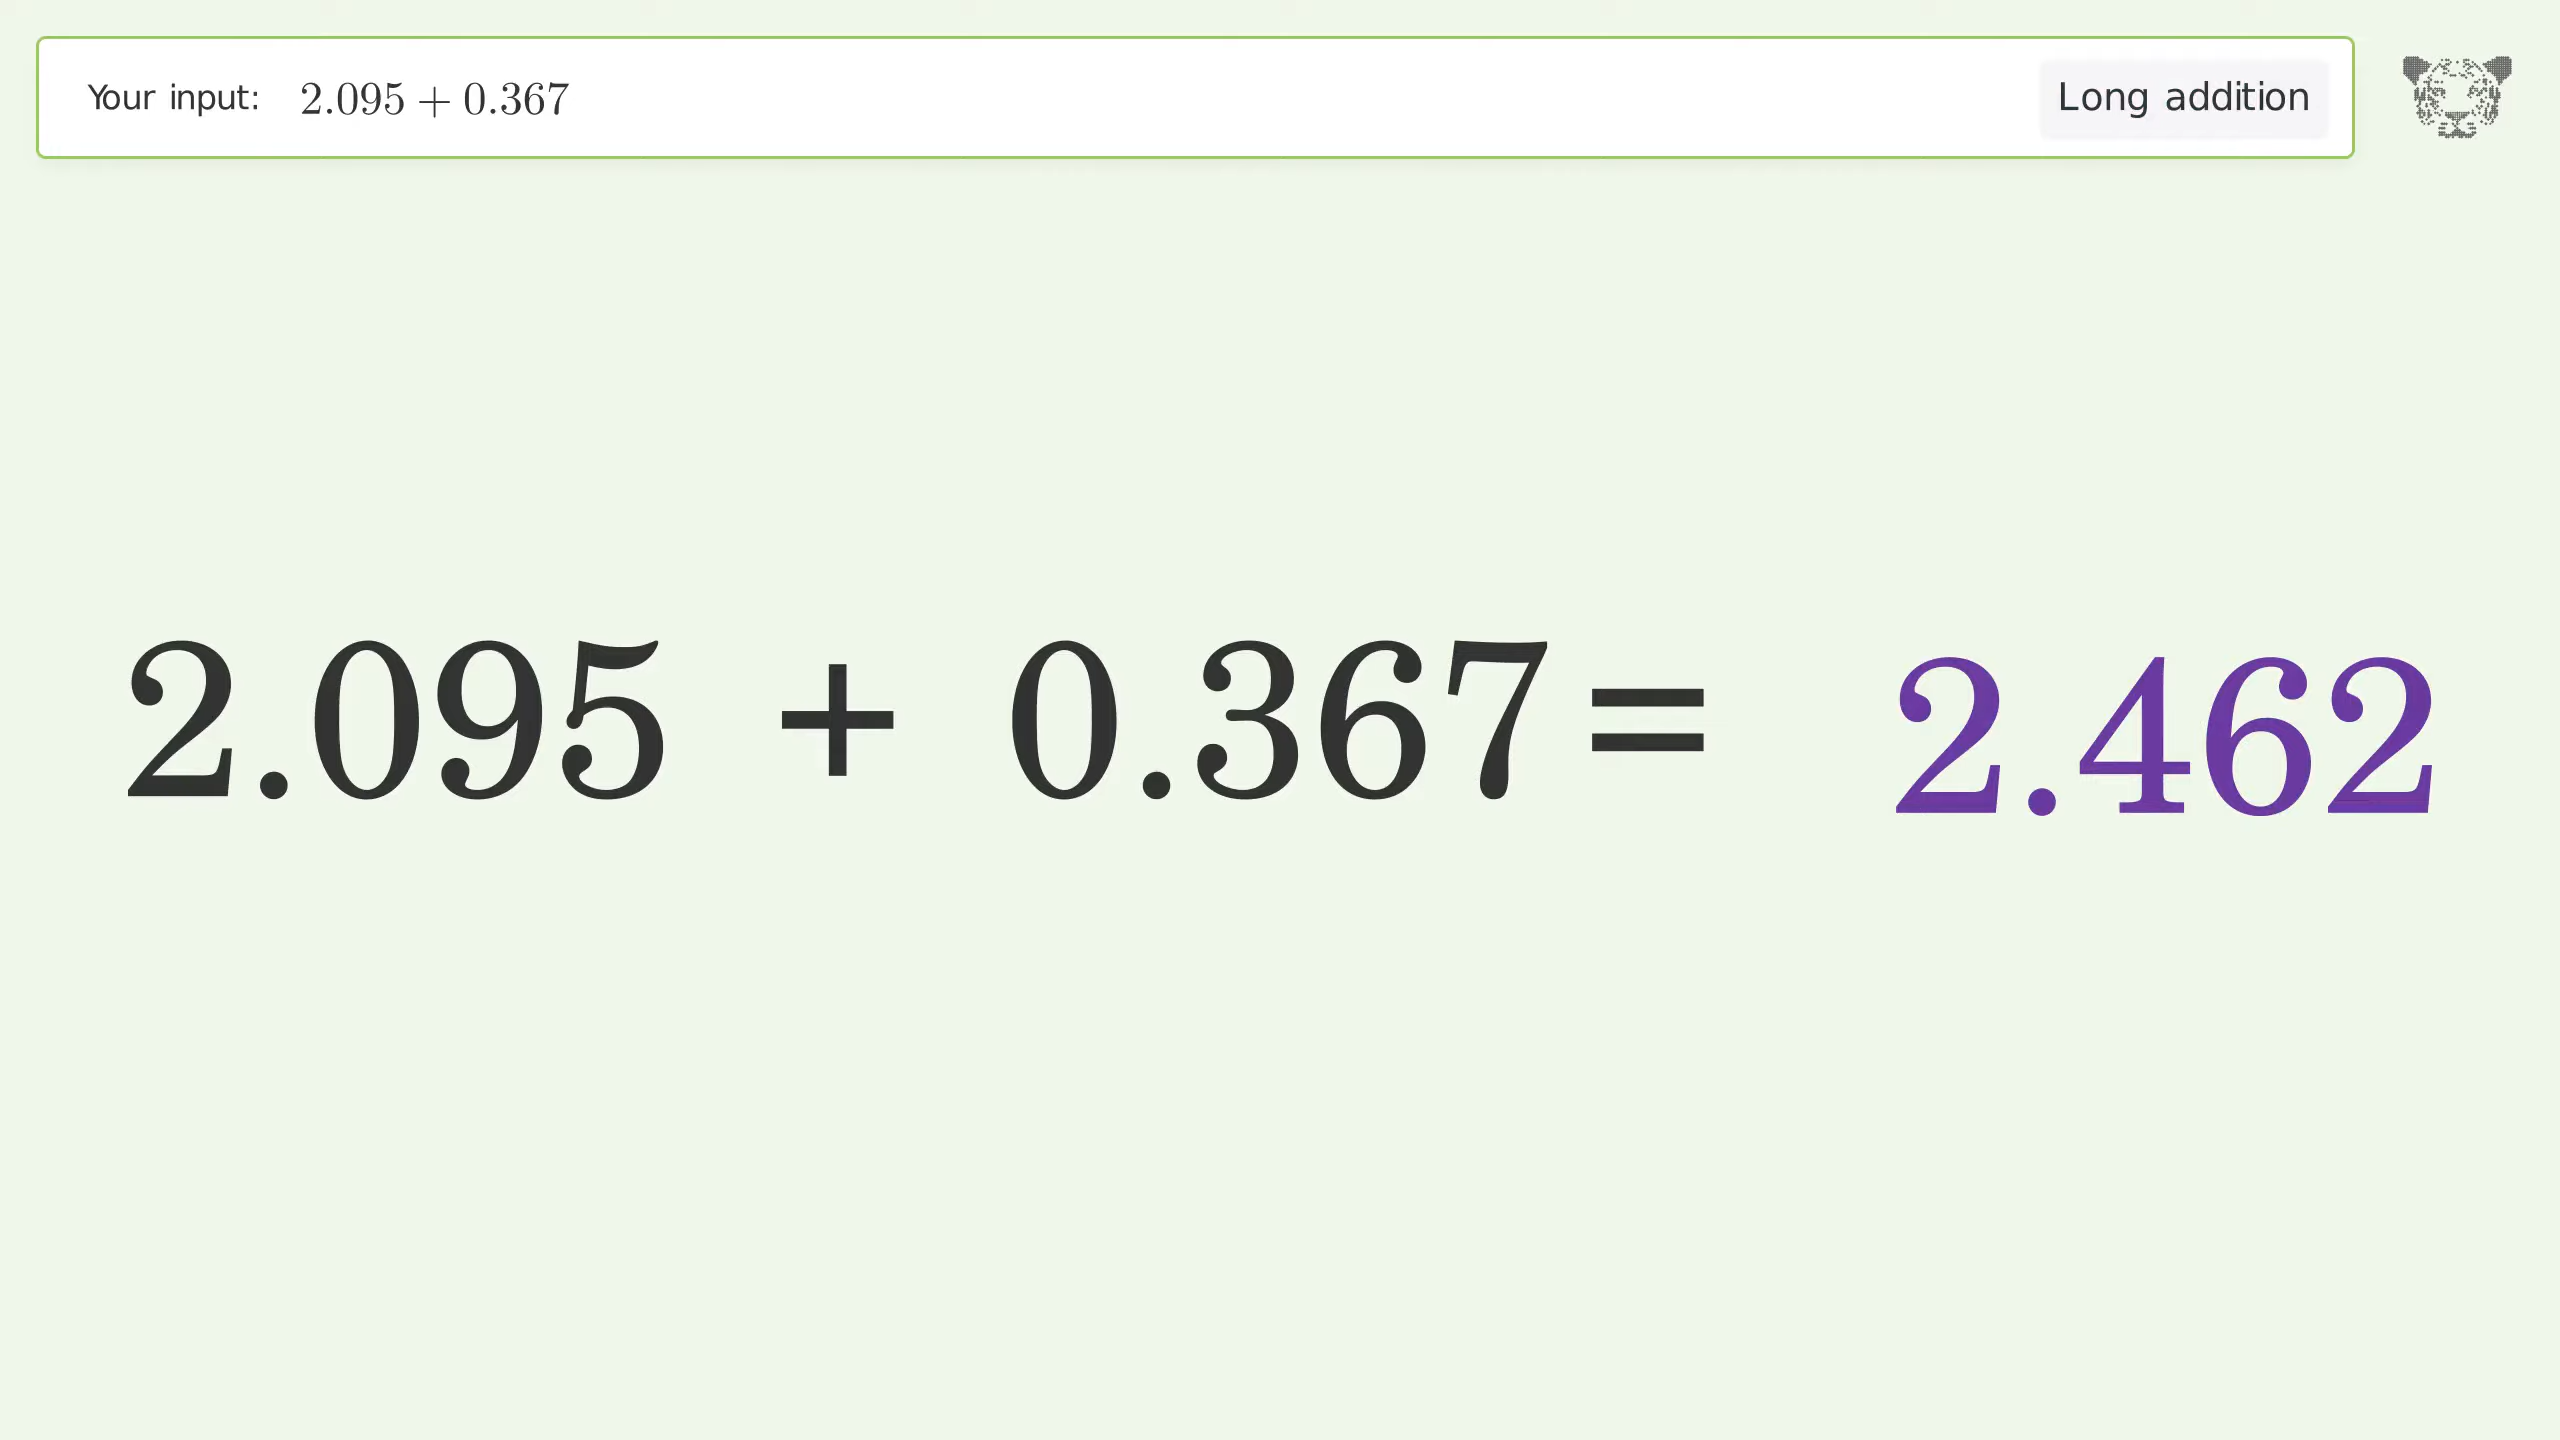 Your input: 2.095 + 0.367 Long addition
2.095 + 0.367 = 2.462